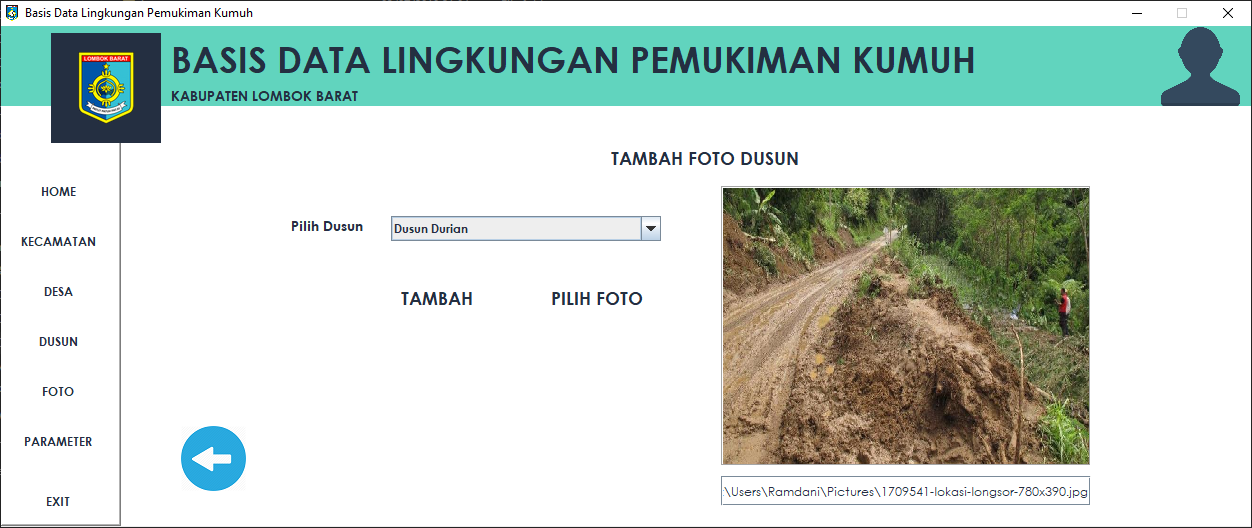 Basis Data Lingkungan Pemukiman Kumuh
LOMBOK BARAT
BASIS DATA LINGKUNGAN PEMUKIMAN KUMUH
KABUPATEN LOMBOK BARAT
TAMBAH FOTO DUSUN
HOME
KECAMATAN
DESA
DUSUN
FOTO
PARAMETER
EXIT
Pilih Dusun
Dusun Durian
TAMBAH
PILIH FOTO
:\Users\Ramdani\Pictures\1709541-lokasi-longsor-780x390.jpg